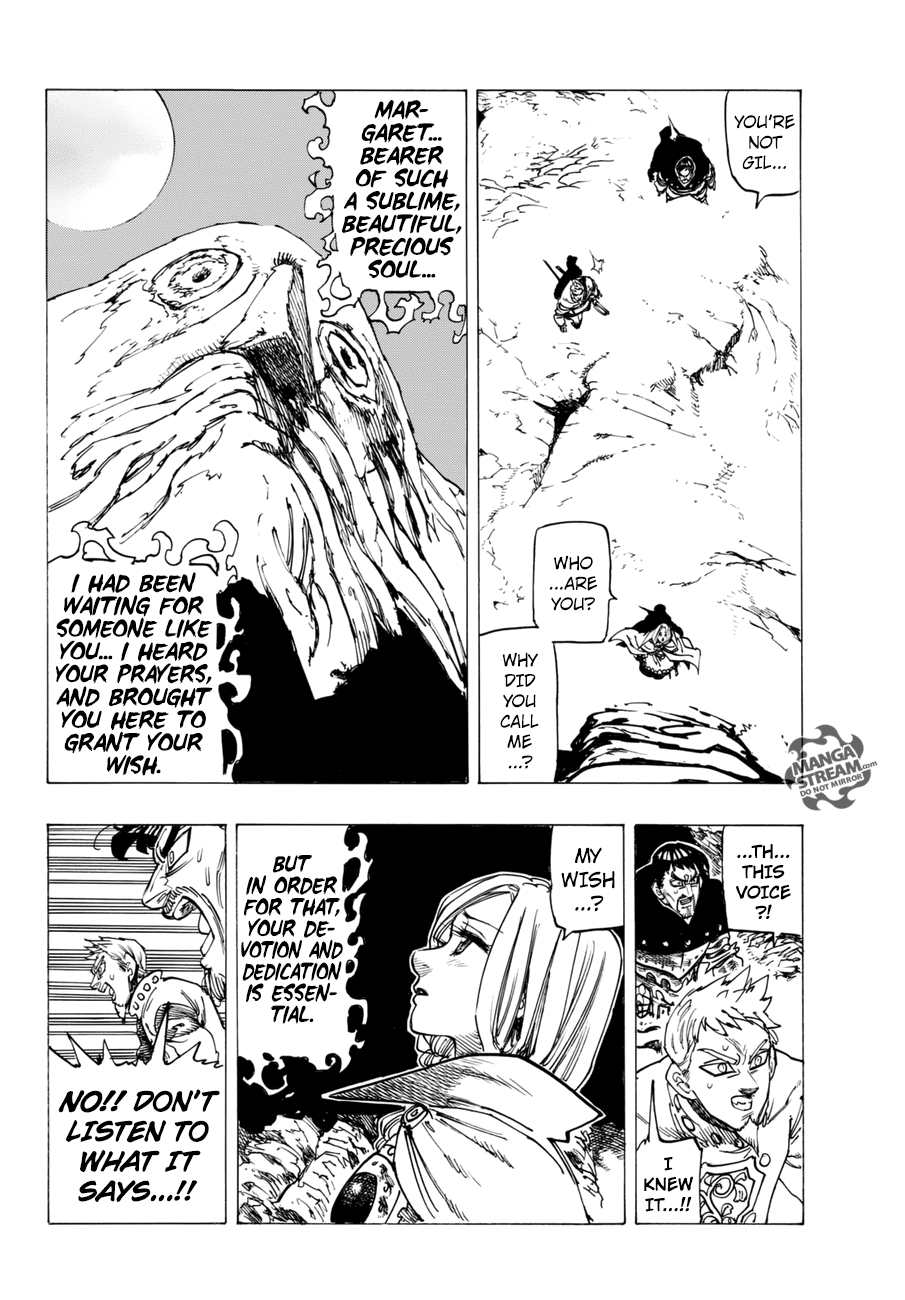 YOU'RE
NOT
GIL...
WHO
...ARE
YOU?
WHY
DID
YOU
CALL
ME
...?
MAR-
GARET...
BEARER
OF SUCH
A SUBLIME,
BEAUTIFUL,
PRECIOUS
SOUL...
I HAD BEEN
WAITING FOR
SOMEONE LIKE
YOU... I HEARD
YOUR PRAYERS,
AND BROUGHT
YOU HERE TO
GRANT YOUR
WISH.
MANGA
STREAM.com
DO NOT MIRROR
...TH...
THIS
VOICE
?!
I
KNEW
IT...!!
MY
WISH
...?
BUT
IN ORDER
FOR THAT,
YOUR DE-
VOTION AND
DEDICATION
IS ESSEN-
TIAL.
NO!! DON'T
LISTEN TO
WHAT IT
SAYS...!!